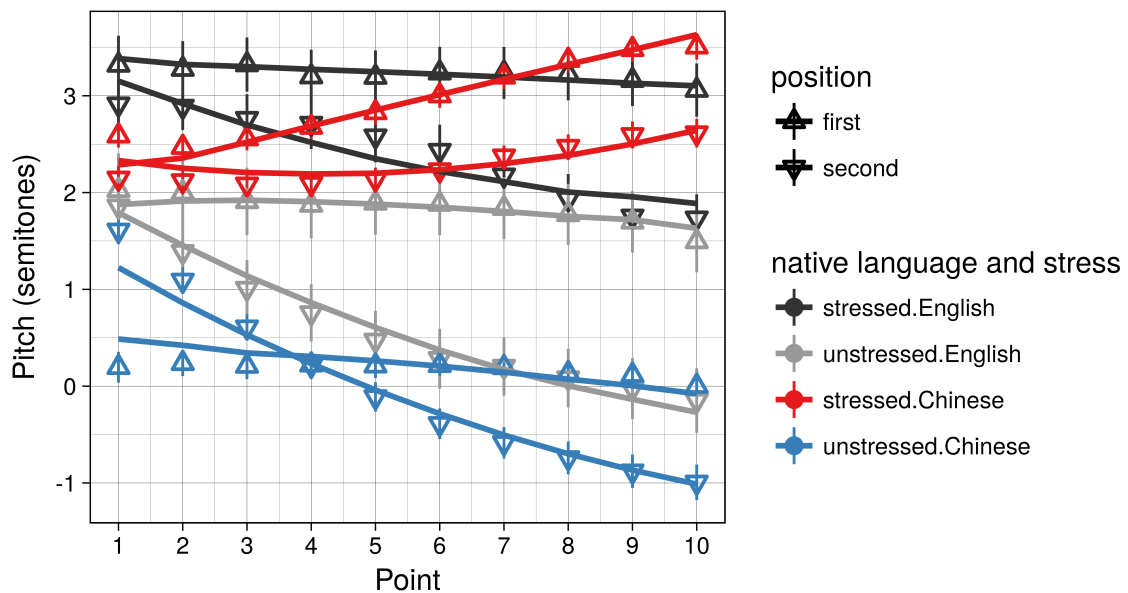 Pitch (semitones)
3
2
1
0
-1
1 2 3 4 5 6 7 8 9 10
Point
position
first
second
native language and stress
stressed.English
unstressed.English
stressed.Chinese
unstressed.Chinese